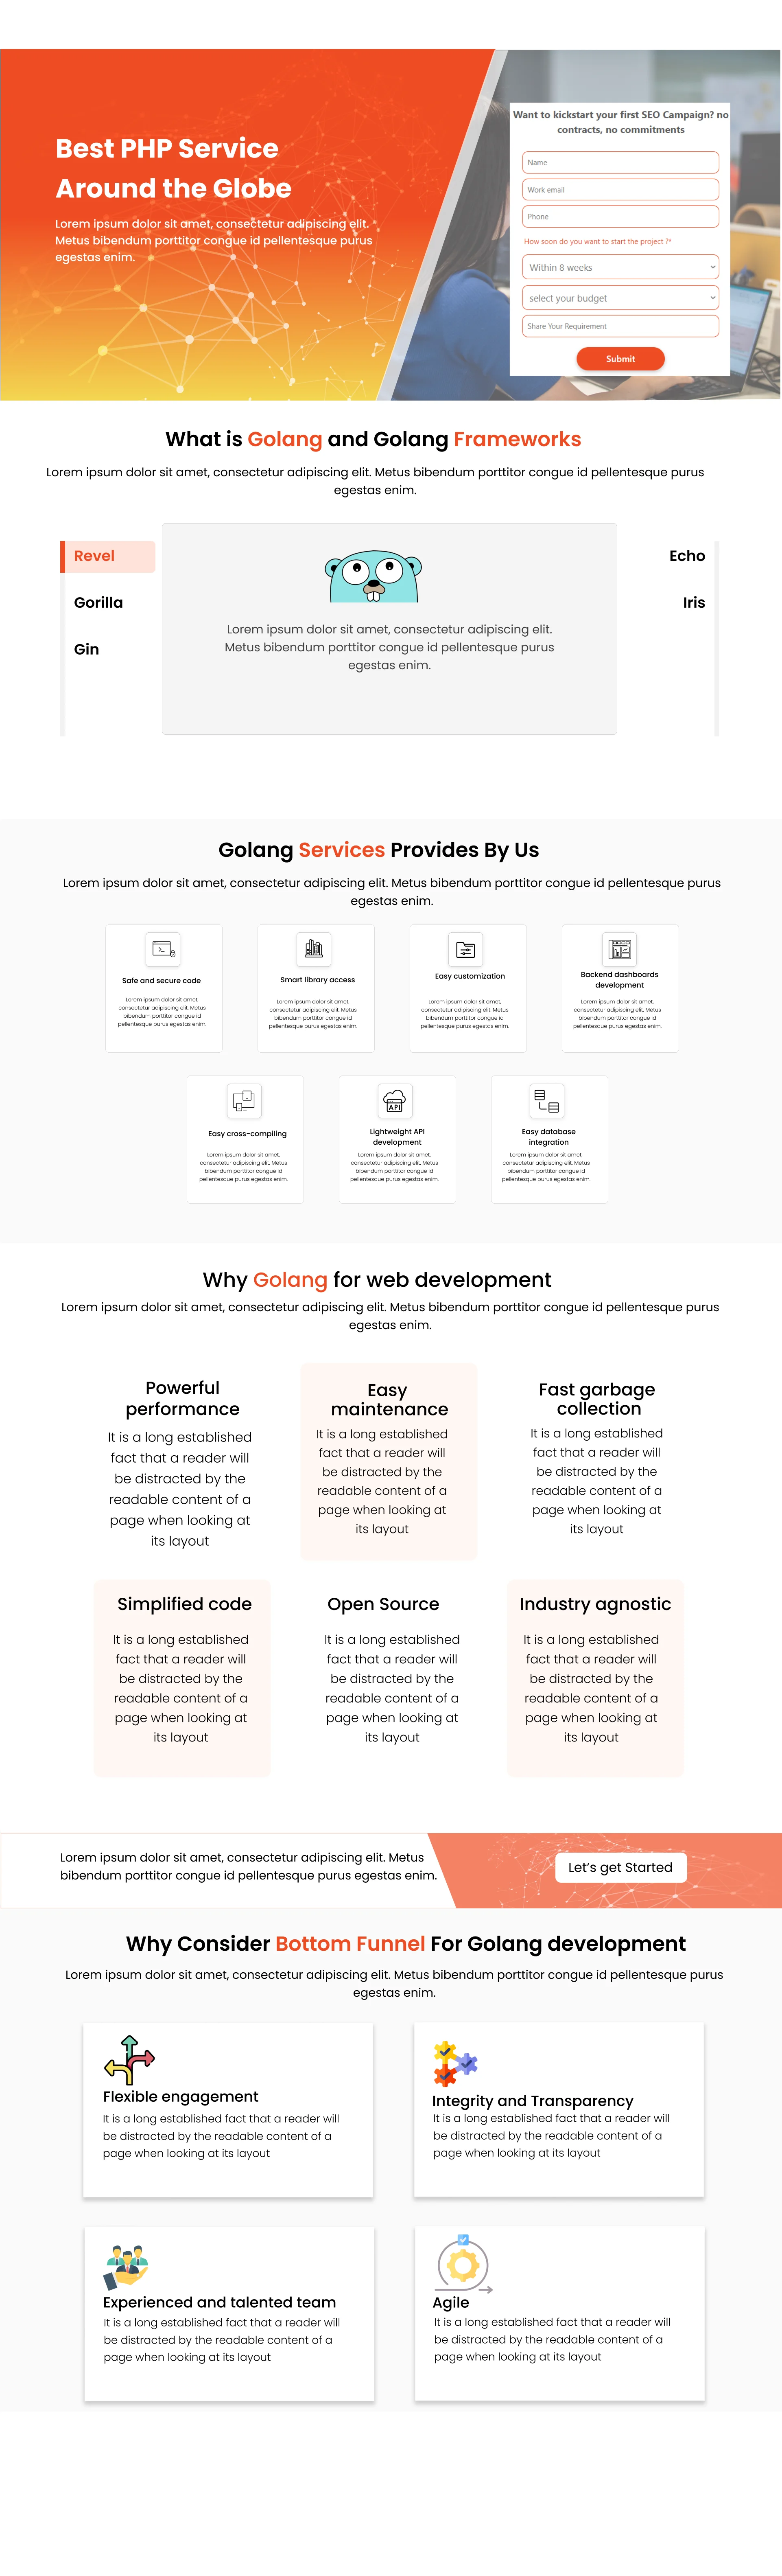 Best PHP Service
Around the Globe
Lorem ipsum dolor sit amet, consectetur adipiscing elit.
Metus bibendum porttitor congue id pellentesque purus
egestas enim.
Want to kickstart your first SEO Campaign? no
contracts, no commitments
Name
Work email
Phone
How soon do you want to start the project ?*
Within 8 weeks
select your budget
Share Your Requirement
Submit
What is Golang and Golang Frameworks
Lorem ipsum dolor sit amet, consectetur adipiscing elit. Metus bibendum porttitor congue id pellentesque purus
egestas enim.
Revel
Gorilla
Gin
Lorem ipsum dolor sit amet, consectetur adipiscing elit.
Metus bibendum porttitor congue id pellentesque purus
egestas enim.
Echo
Iris
Golang Services Provides By Us
Lorem ipsum dolor sit amet, consectetur adipiscing elit. Metus bibendum porttitor congue id pellentesque purus
egestas enim.
Safe and secure code
Lorem ipsum dolor sit amet,
consectetur adipiscing elit. Metus
bibendum porttitor congue id
pellentesque purus egestas enim.
Smart library access
Lorem ipsum dolor sit amet,
consectetur adipiscing elit. Metus
bibendum porttitor congue id
pellentesque purus egestas enim.
Easy customization
Lorem ipsum dolor sit amet,
consectetur adipiscing elit. Metus
bibendum porttitor congue id
pellentesque purus egestas enim.
Backend dashboards
development
Lorem ipsum dolor sit amet,
consectetur adipiscing elit. Metus
bibendum porttitor congue id
pellentesque purus egestas enim.
Easy cross-compiling
Lorem ipsum dolor sit amet,
consectetur adipiscing elit. Metus
bibendum porttitor congue id
pellentesque purus egestas enim.
API
Lightweight API
development
Lorem ipsum dolor sit amet,
consectetur adipiscing elit. Metus
bibendum porttitor congue id
pellentesque purus egestas enim.
Easy database
integration
Lorem ipsum dolor sit amet,
consectetur adipiscing elit. Metus
bibendum porttitor congue id
pellentesque purus egestas enim.
Why Golang for web development
Lorem ipsum dolor sit amet, consectetur adipiscing elit. Metus bibendum porttitor congue id pellentesque purus
egestas enim.
Powerful
performance
It is a long established
fact that a reader will
be distracted by the
readable content of a
page when looking at
its layout
Easy
maintenance
It is a long established
fact that a reader will
be distracted by the
readable content of a
page when looking at
its layout
Fast garbage
collection
It is a long established
fact that a reader will
be distracted by the
readable content of a
page when looking at
its layout
Simplified code
It is a long established
fact that a reader will
be distracted by the
readable content of a
page when looking at
its layout
Open Source
It is a long established
fact that a reader will
be distracted by the
readable content of a
page when looking at
its layout
Industry agnostic
It is a long established
fact that a reader will
be distracted by the
readable content of a
page when looking at
its layout
Lorem ipsum dolor sit amet, consectetur adipiscing elit. Metus
bibendum porttitor congue id pellentesque purus egestas enim.
Let's get Started
Why Consider Bottom Funnel For Golang development
Lorem ipsum dolor sit amet, consectetur adipiscing elit. Metus bibendum porttitor congue id pellentesque purus
egestas enim.
Flexible engagement
It is a long established fact that a reader will
be distracted by the readable content of a
page when looking at its layout
Integrity and Transparency
It is a long established fact that a reader will
be distracted by the readable content of a
page when looking at its layout
Experienced and talented team
It is a long established fact that a reader will
be distracted by the readable content of a
page when looking at its layout
Agile
It is a long established fact that a reader will
be distracted by the readable content of a
page when looking at its layout